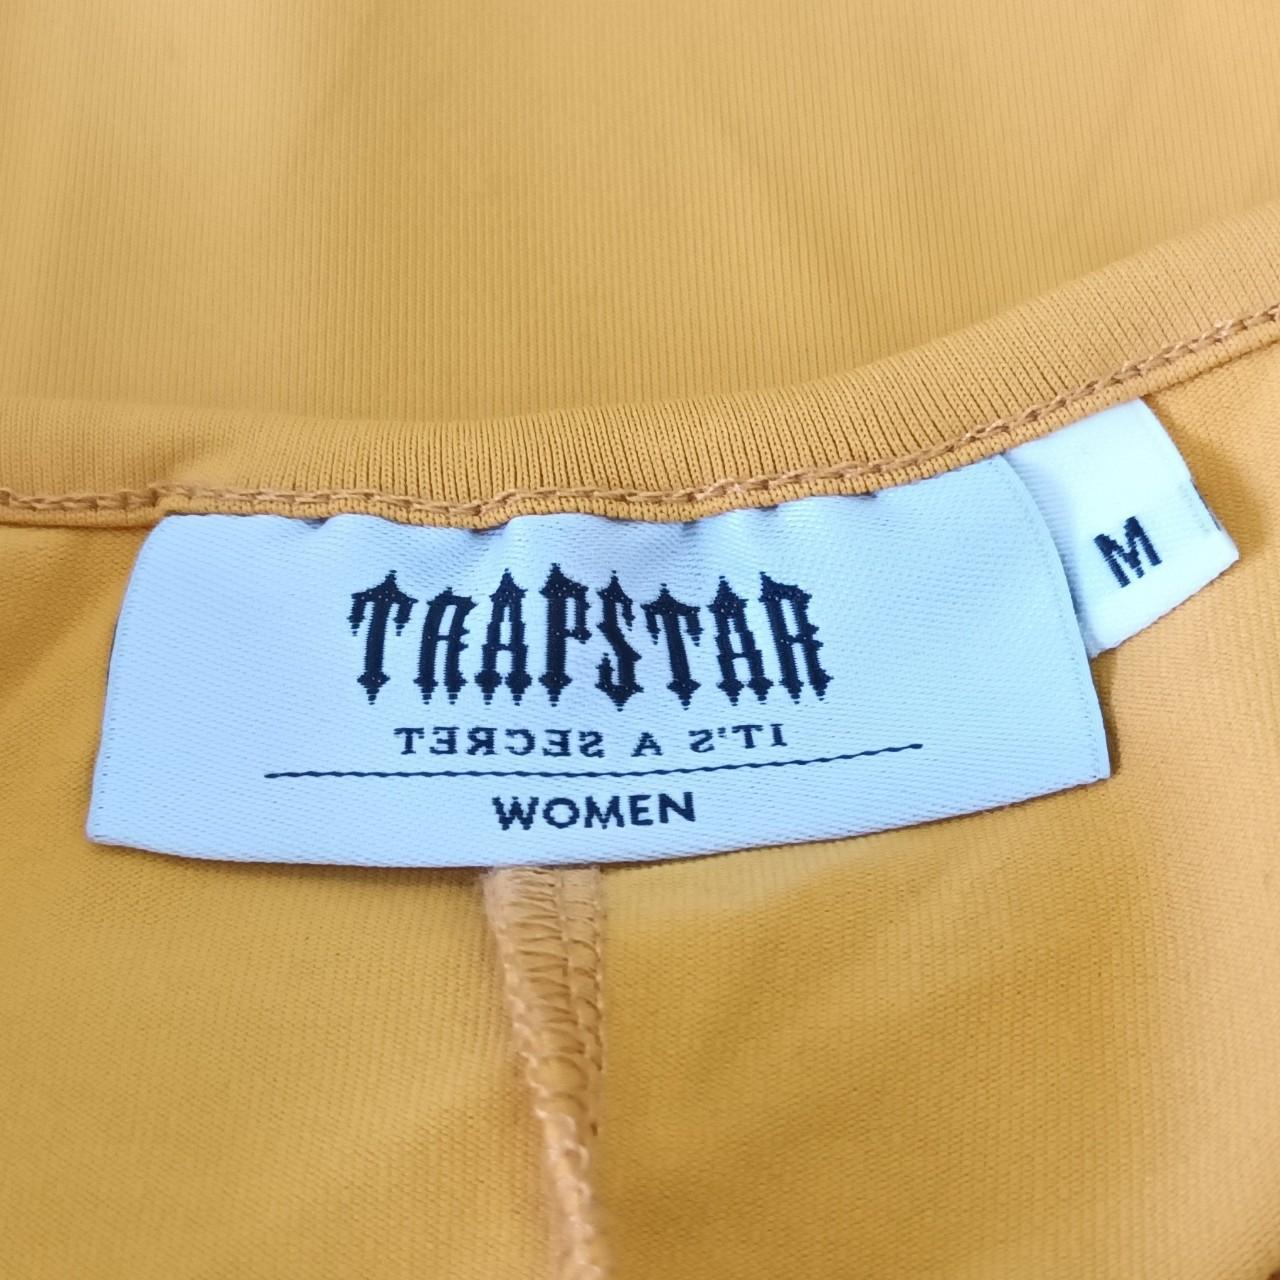 TRAPSTAR
IT'S A SECRET
WOMEN
M